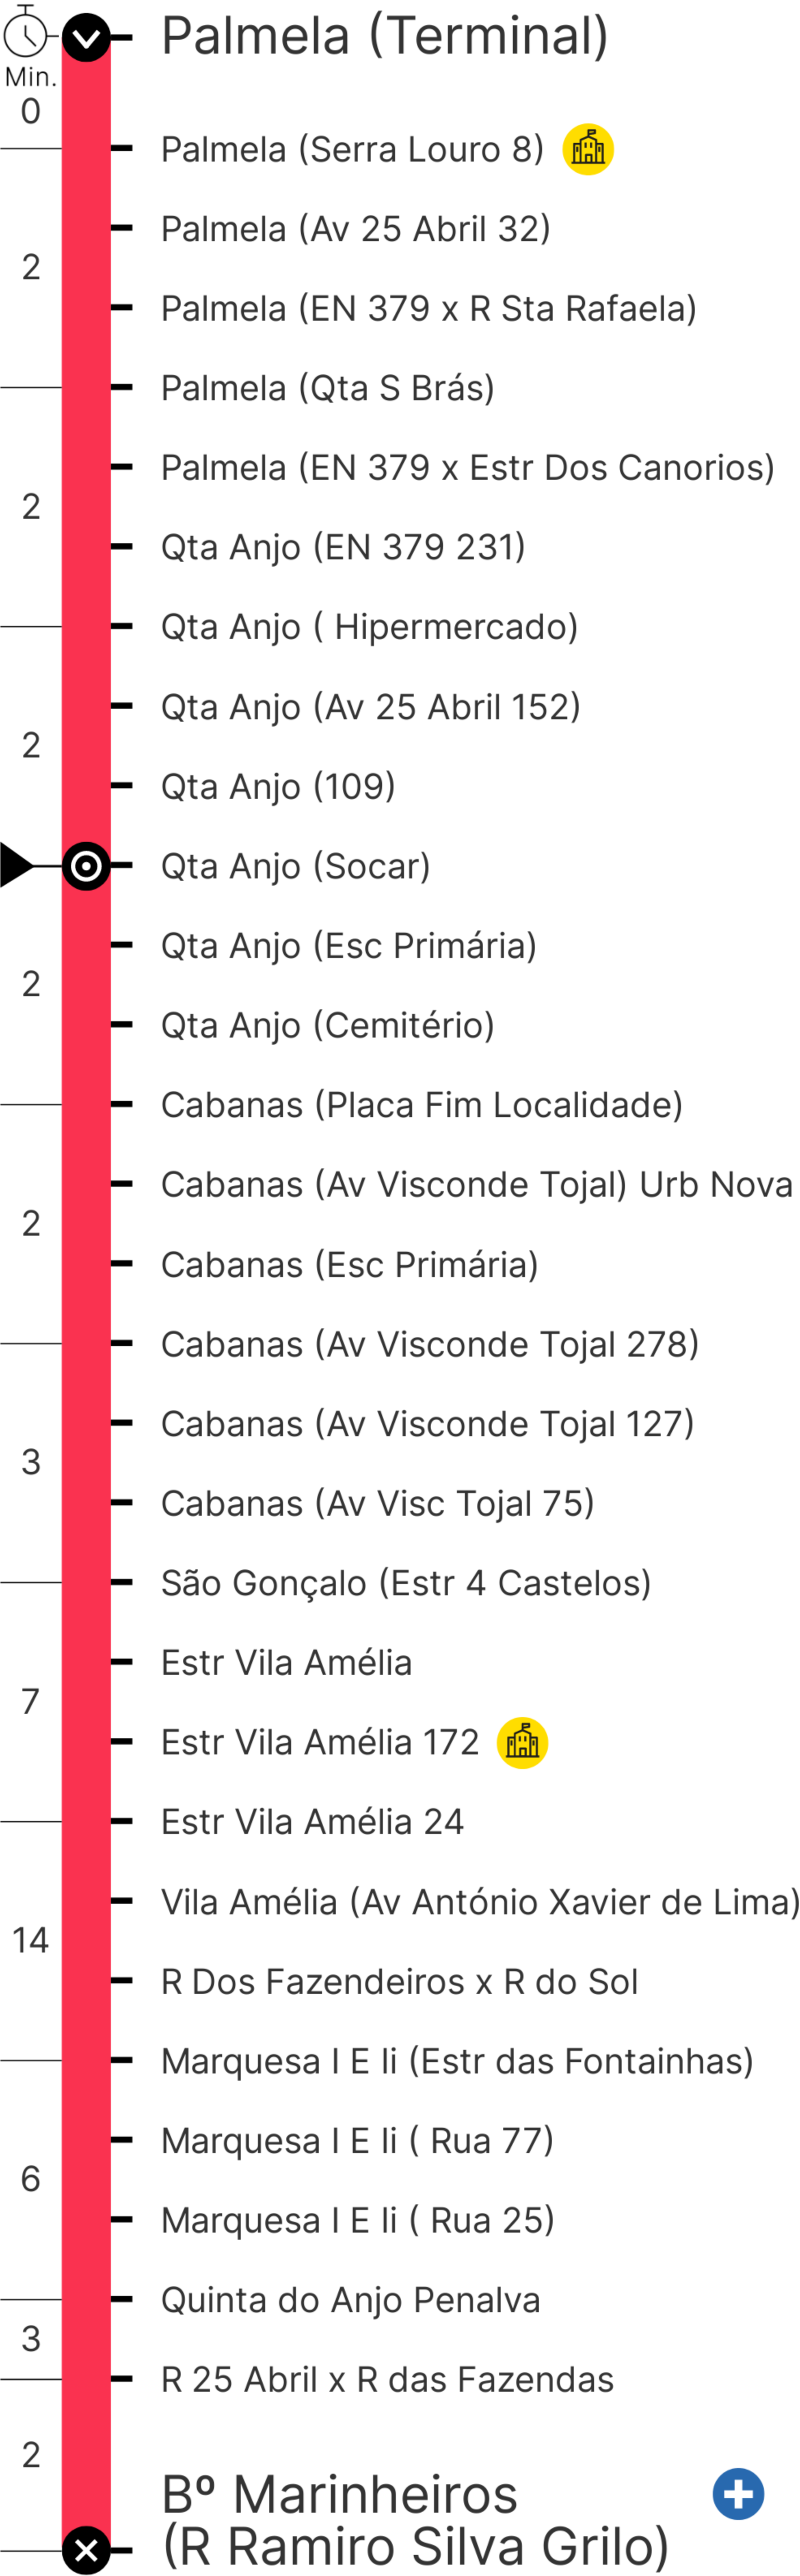 Palmela (Terminal)
Min.
0
Palmela (Serra Louro 8)
Palmela (Av 25 Abril 32)
2
Palmela (EN 379 x R Sta Rafaela)
Palmela (Qta S Brás)
Palmela (EN 379 x Estr Dos Canorios)
2
Qta Anjo (EN 379 231)
Qta Anjo ( Hipermercado)
Qta Anjo (Av 25 Abril 152)
2
Qta Anjo (109)
Qta Anjo (Socar)
Qta Anjo (Esc Primária)
2
Qta Anjo (Cemitério)
Cabanas (Placa Fim Localidade)
Cabanas (Av Visconde Tojal) Urb Nova
2
Cabanas (Esc Primária)
Cabanas (Av Visconde Tojal 278)
Cabanas (Av Visconde Tojal 127)
3
Cabanas (Av Visc Tojal 75)
São Gonçalo (Estr 4 Castelos)
Estr Vila Amélia
7
Estr Vila Amélia 172
Estr Vila Amélia 24
Vila Amélia (Av António Xavier de Lima)
14
R Dos Fazendeiros x R do Sol
Marquesa I E Ii (Estr das Fontainhas)
Marquesa I E Ii ( Rua 77)
6
Marquesa I E Ii ( Rua 25)
Quinta do Anjo Penalva
3
R 25 Abril x R das Fazendas
2
Bº Marinheiros
(R Ramiro Silva Grilo)